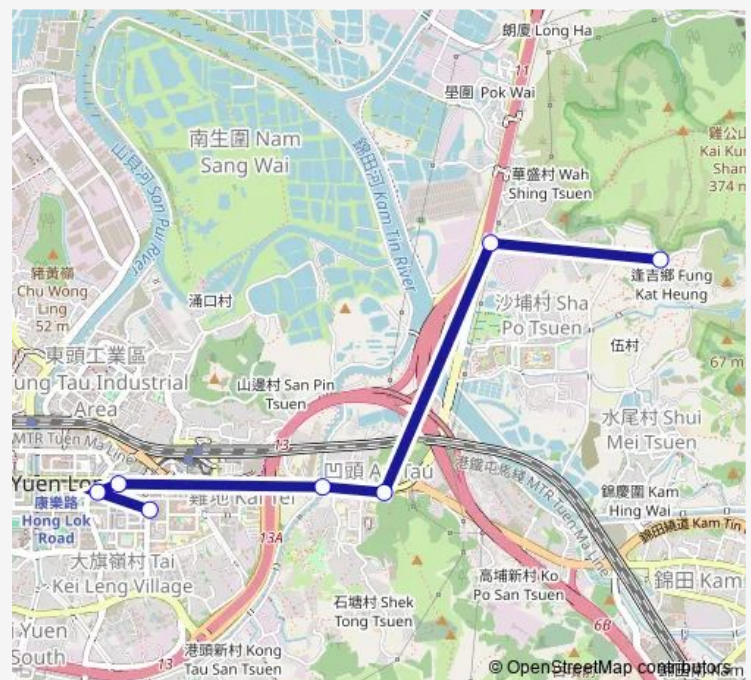 朗廈 Long Ha
11
壆圍 Pok Wai
南生圍 Nam
Sang Wai
雞公山
Kai Kung
Shan
374 m
華盛村 Wah
Shing Tsuen
山貝河 San Pui River
錦田河 Kam Tin River
豬黃嶺
Chu Wong
Ling
52 m
逢吉鄉 Fung
Kat Heung
涌口村
沙埔村 Sha
Po Tsuen
伍村
67 m
東頭工業區
ung Tau Industrial
Area
山邊村 San Pin
Tsuen
水尾村 Shui
Mei Tsuen
MTR Tuen Ma Line
13
凹頭 A Tau
港鐵屯馬綫 MTR Tuen Ma Line
Yuen Lon
康樂路
Hong Lok
Road
雞地 Kai Tei
錦慶圍 Kam
Hing Wai
錦田繞道 Kam Tin
13A
大旗嶺村 Tai
Kei Leng Village
高埔新村 Ko
Po San Tsuen
錦田 Kam
石塘村 Shek
Tong Tsuen
6B
Yuen
South
13
港頭新村 Kong
Tau San Tsuen
© OpenStreetMap contributors